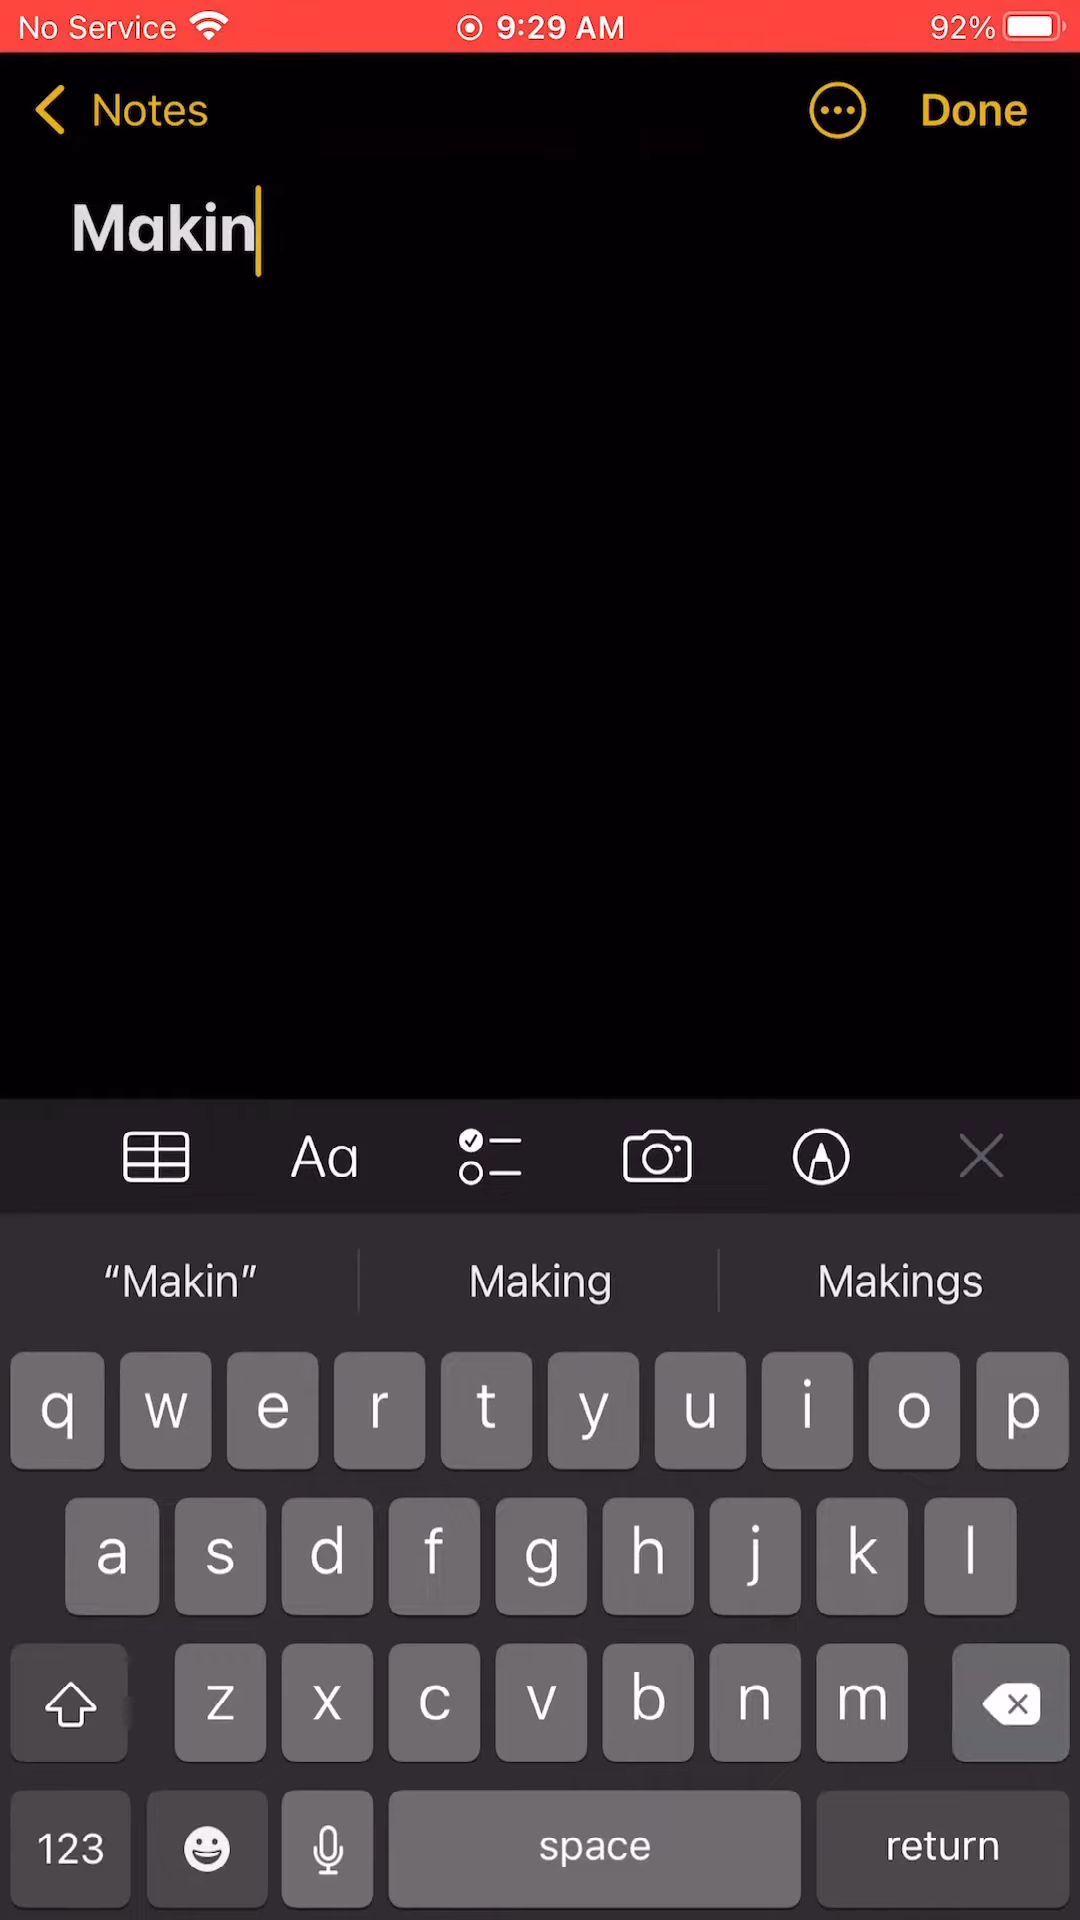 No Service 9:29 AM 92%
Notes Done
Makin
Aa
“Makin” Making Makings
q w e r t y u i o p
a s d f g h j k l
z x c v b n m
123 space return